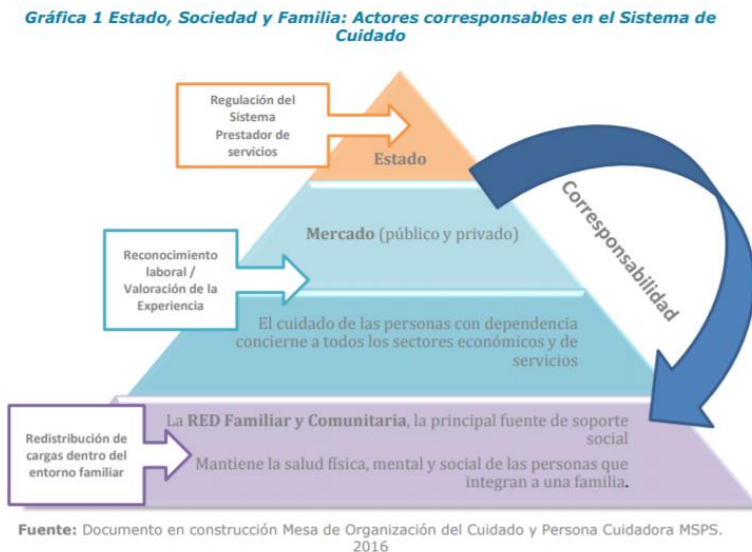 Gráfica 1 Estado, Sociedad y Familia: Actores corresponsables en el Sistema de
Cuidado
Regulación del
Sistema
Prestador de
servicios
Estado
Mercado (público y privado)
Corresponsabilidad
Reconocimiento
laboral /
Valoración de la
Experiencia
El cuidado de las personas con dependencia
concierne a todos los sectores económicos y de
servicios
Redistribución de
cargas dentro del
entorno familiar
La RED Familiar y Comunitaria, la principal fuente de soporte
social
Mantiene la salud física, mental y social de las personas que
integran a una familia.
Fuente: Documento en construcción Mesa de Organización del Cuidado y Persona Cuidadora MSPS.
2016